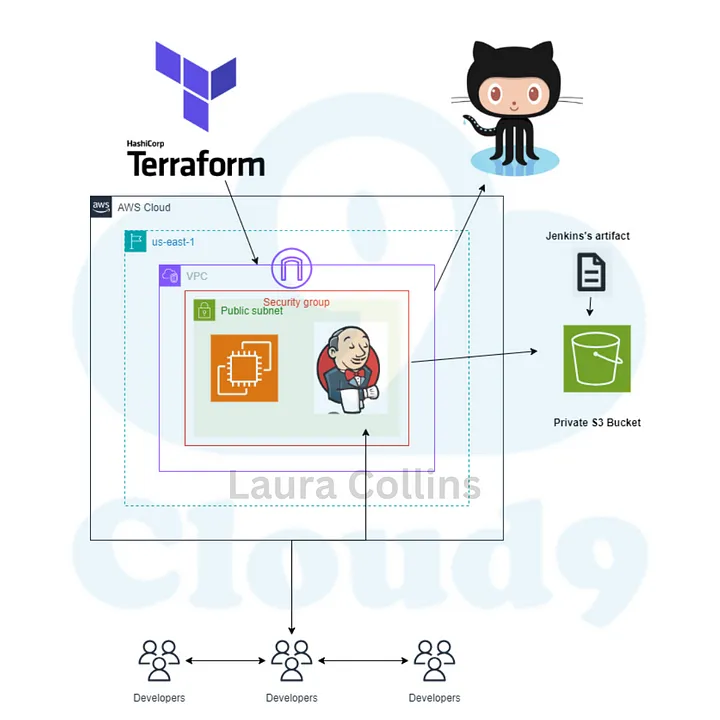 HashiCorp
Terraform
aws
AWS Cloud
us-east-1
Jenkins's artifact
VPC
Security group
Public subnet
Private S3 Bucket
Laura Collins
Cloud9
Developers
Developers
Developers